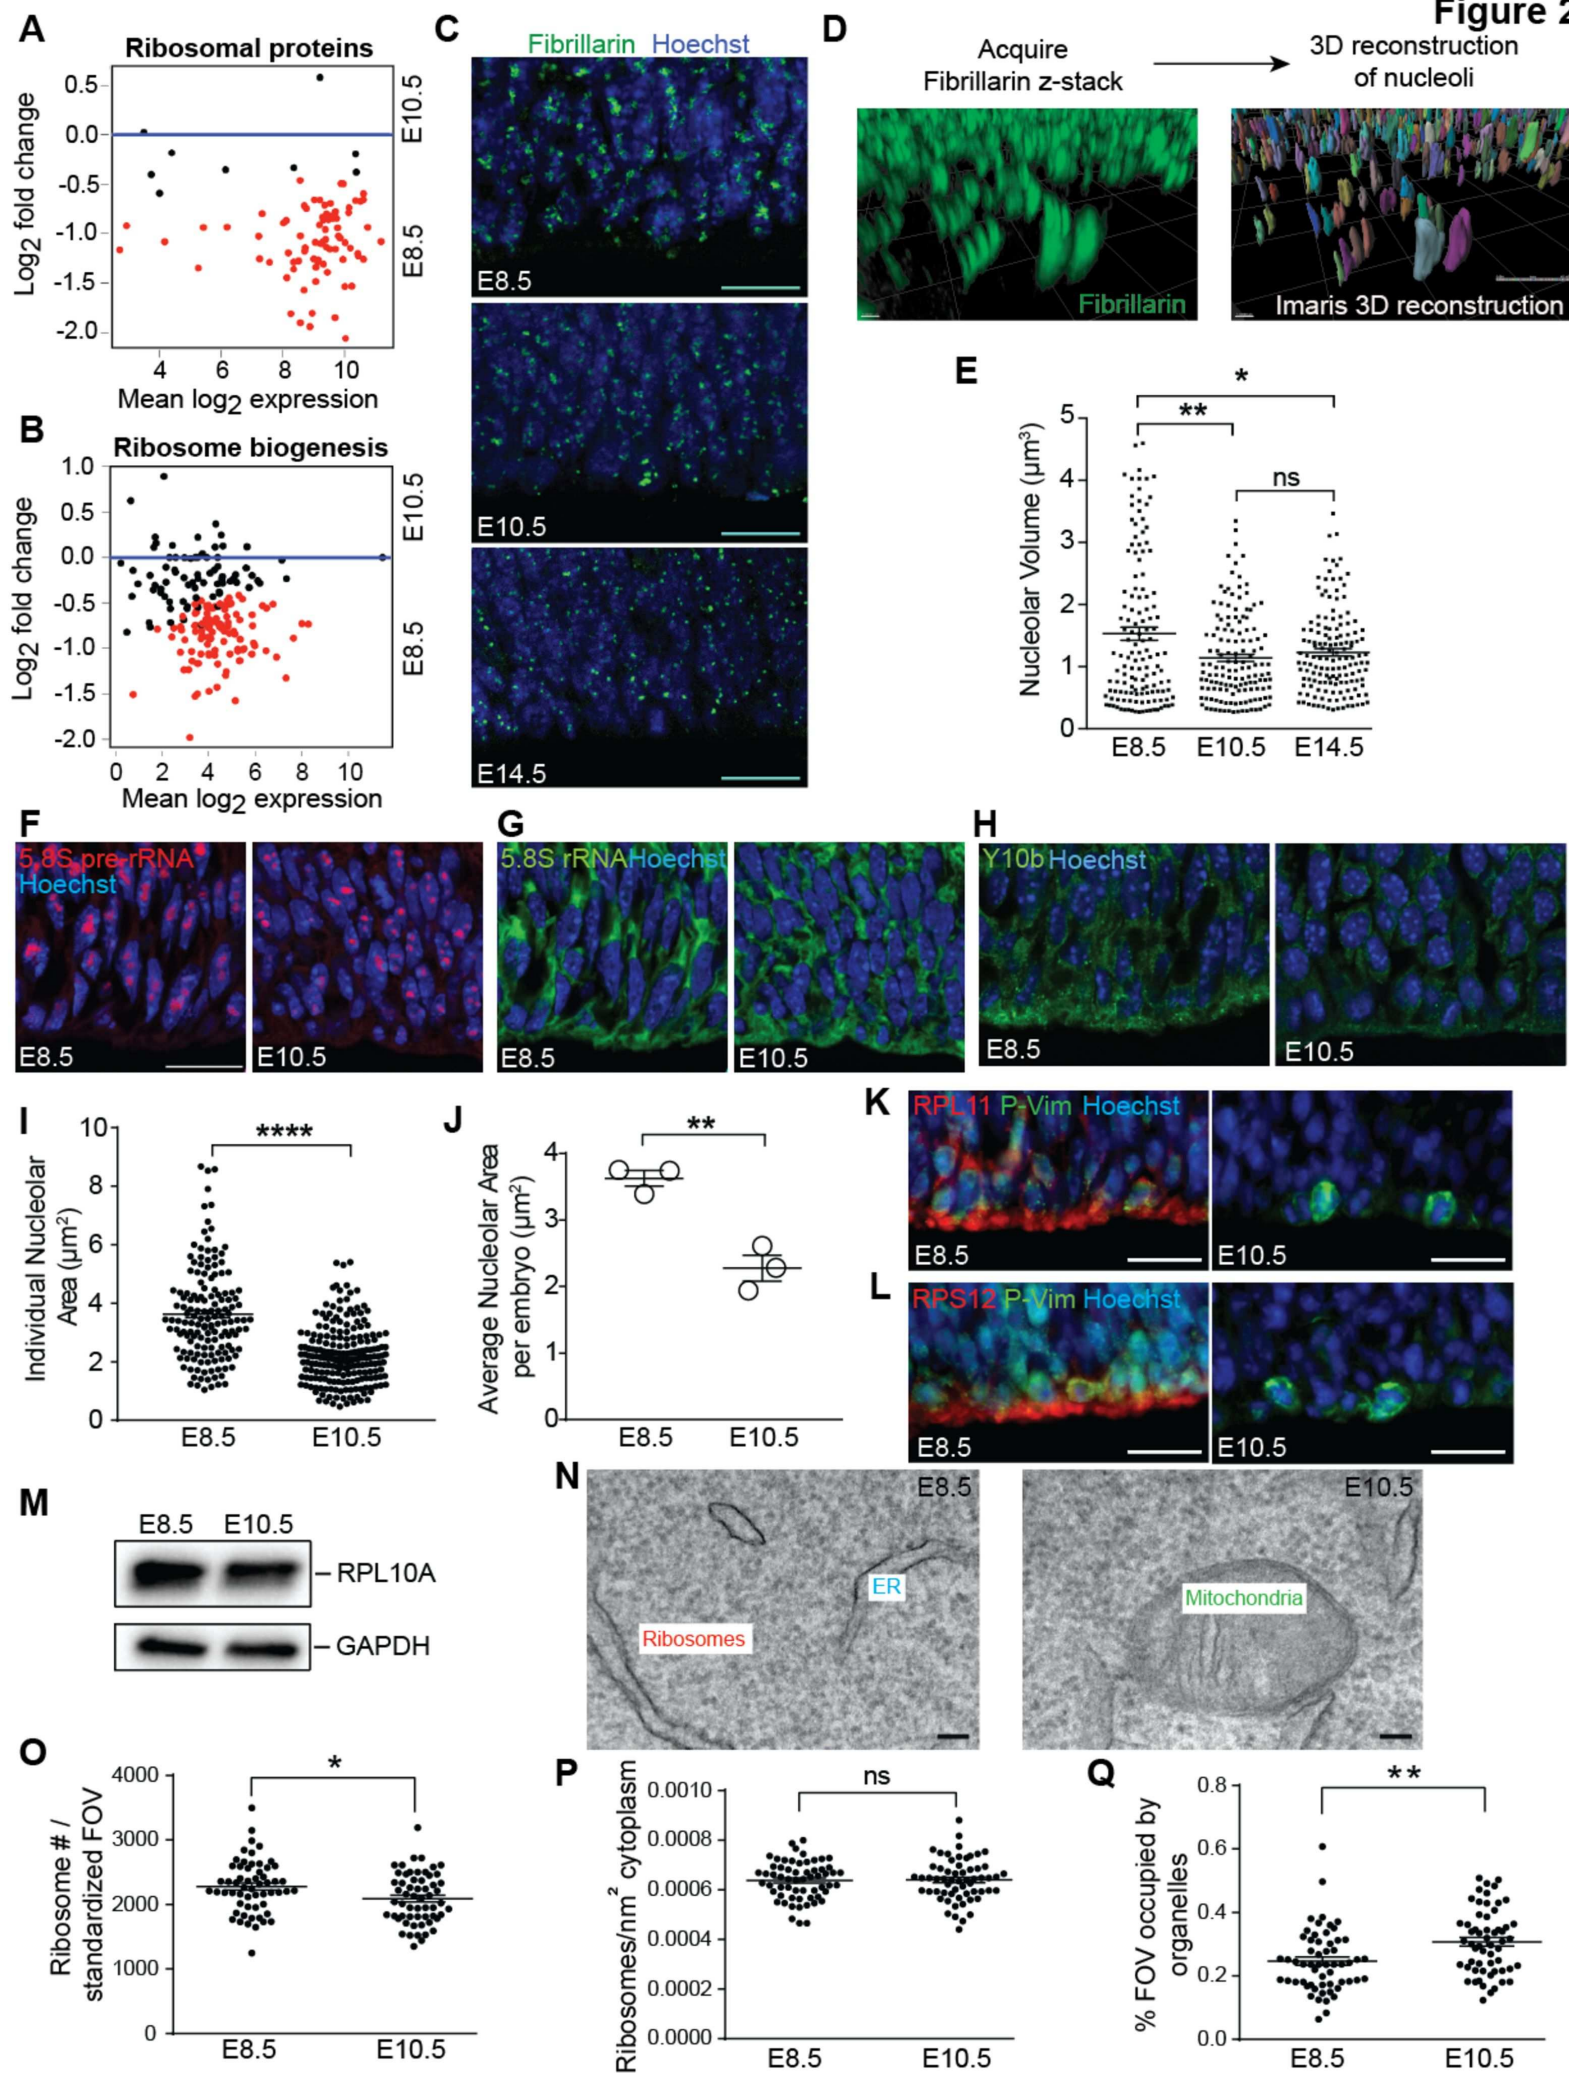 Figure 2
A
Ribosomal proteins
Log2 fold change
0.5
0.0
-0.5
-1.0
-1.5
-2.0
E10.5
E8.5
4 6 8 10
Mean log2 expression
B
Ribosome biogenesis
Log2 fold change
1.0
0.5
0.0
-0.5
-1.0
-1.5
-2.0
E10.5
E8.5
0 2 4 6 8 10
Mean log2 expression
C
Fibrillarin Hoechst
E8.5
E10.5
E14.5
D
Acquire
Fibrillarin z-stack
3D reconstruction
of nucleoli
Fibrillarin
Imaris 3D reconstruction
E
Nucleolar Volume (µm³)
5
4
3
2
1
0
*
**
ns
E8.5 E10.5 E14.5
F
5.8S pre-rRNA
Hoechst
E8.5
E10.5
G
5.8S rRNA Hoechst
E8.5
E10.5
H
Y10b Hoechst
E8.5
E10.5
I
Individual Nucleolar
Area (µm²)
10
8
6
4
2
0
****
E8.5 E10.5
J
Average Nucleolar Area
per embryo (µm²)
4
3
2
1
0
**
E8.5 E10.5
K
RPL11 P-Vim Hoechst
E8.5
E10.5
L
RPS12 P-Vim Hoechst
E8.5
E10.5
M
E8.5 E10.5
RPL10A
GAPDH
N
E8.5
Ribosomes
ER
E10.5
Mitochondria
O
Ribosome # /
standardized FOV
4000
3000
2000
1000
0
*
E8.5 E10.5
P
Ribosomes/nm² cytoplasm
0.0010
0.0008
0.0006
0.0004
0.0002
0.0000
ns
E8.5 E10.5
Q
% FOV occupied by
organelles
0.8
0.6
0.4
0.2
0.0
**
E8.5 E10.5